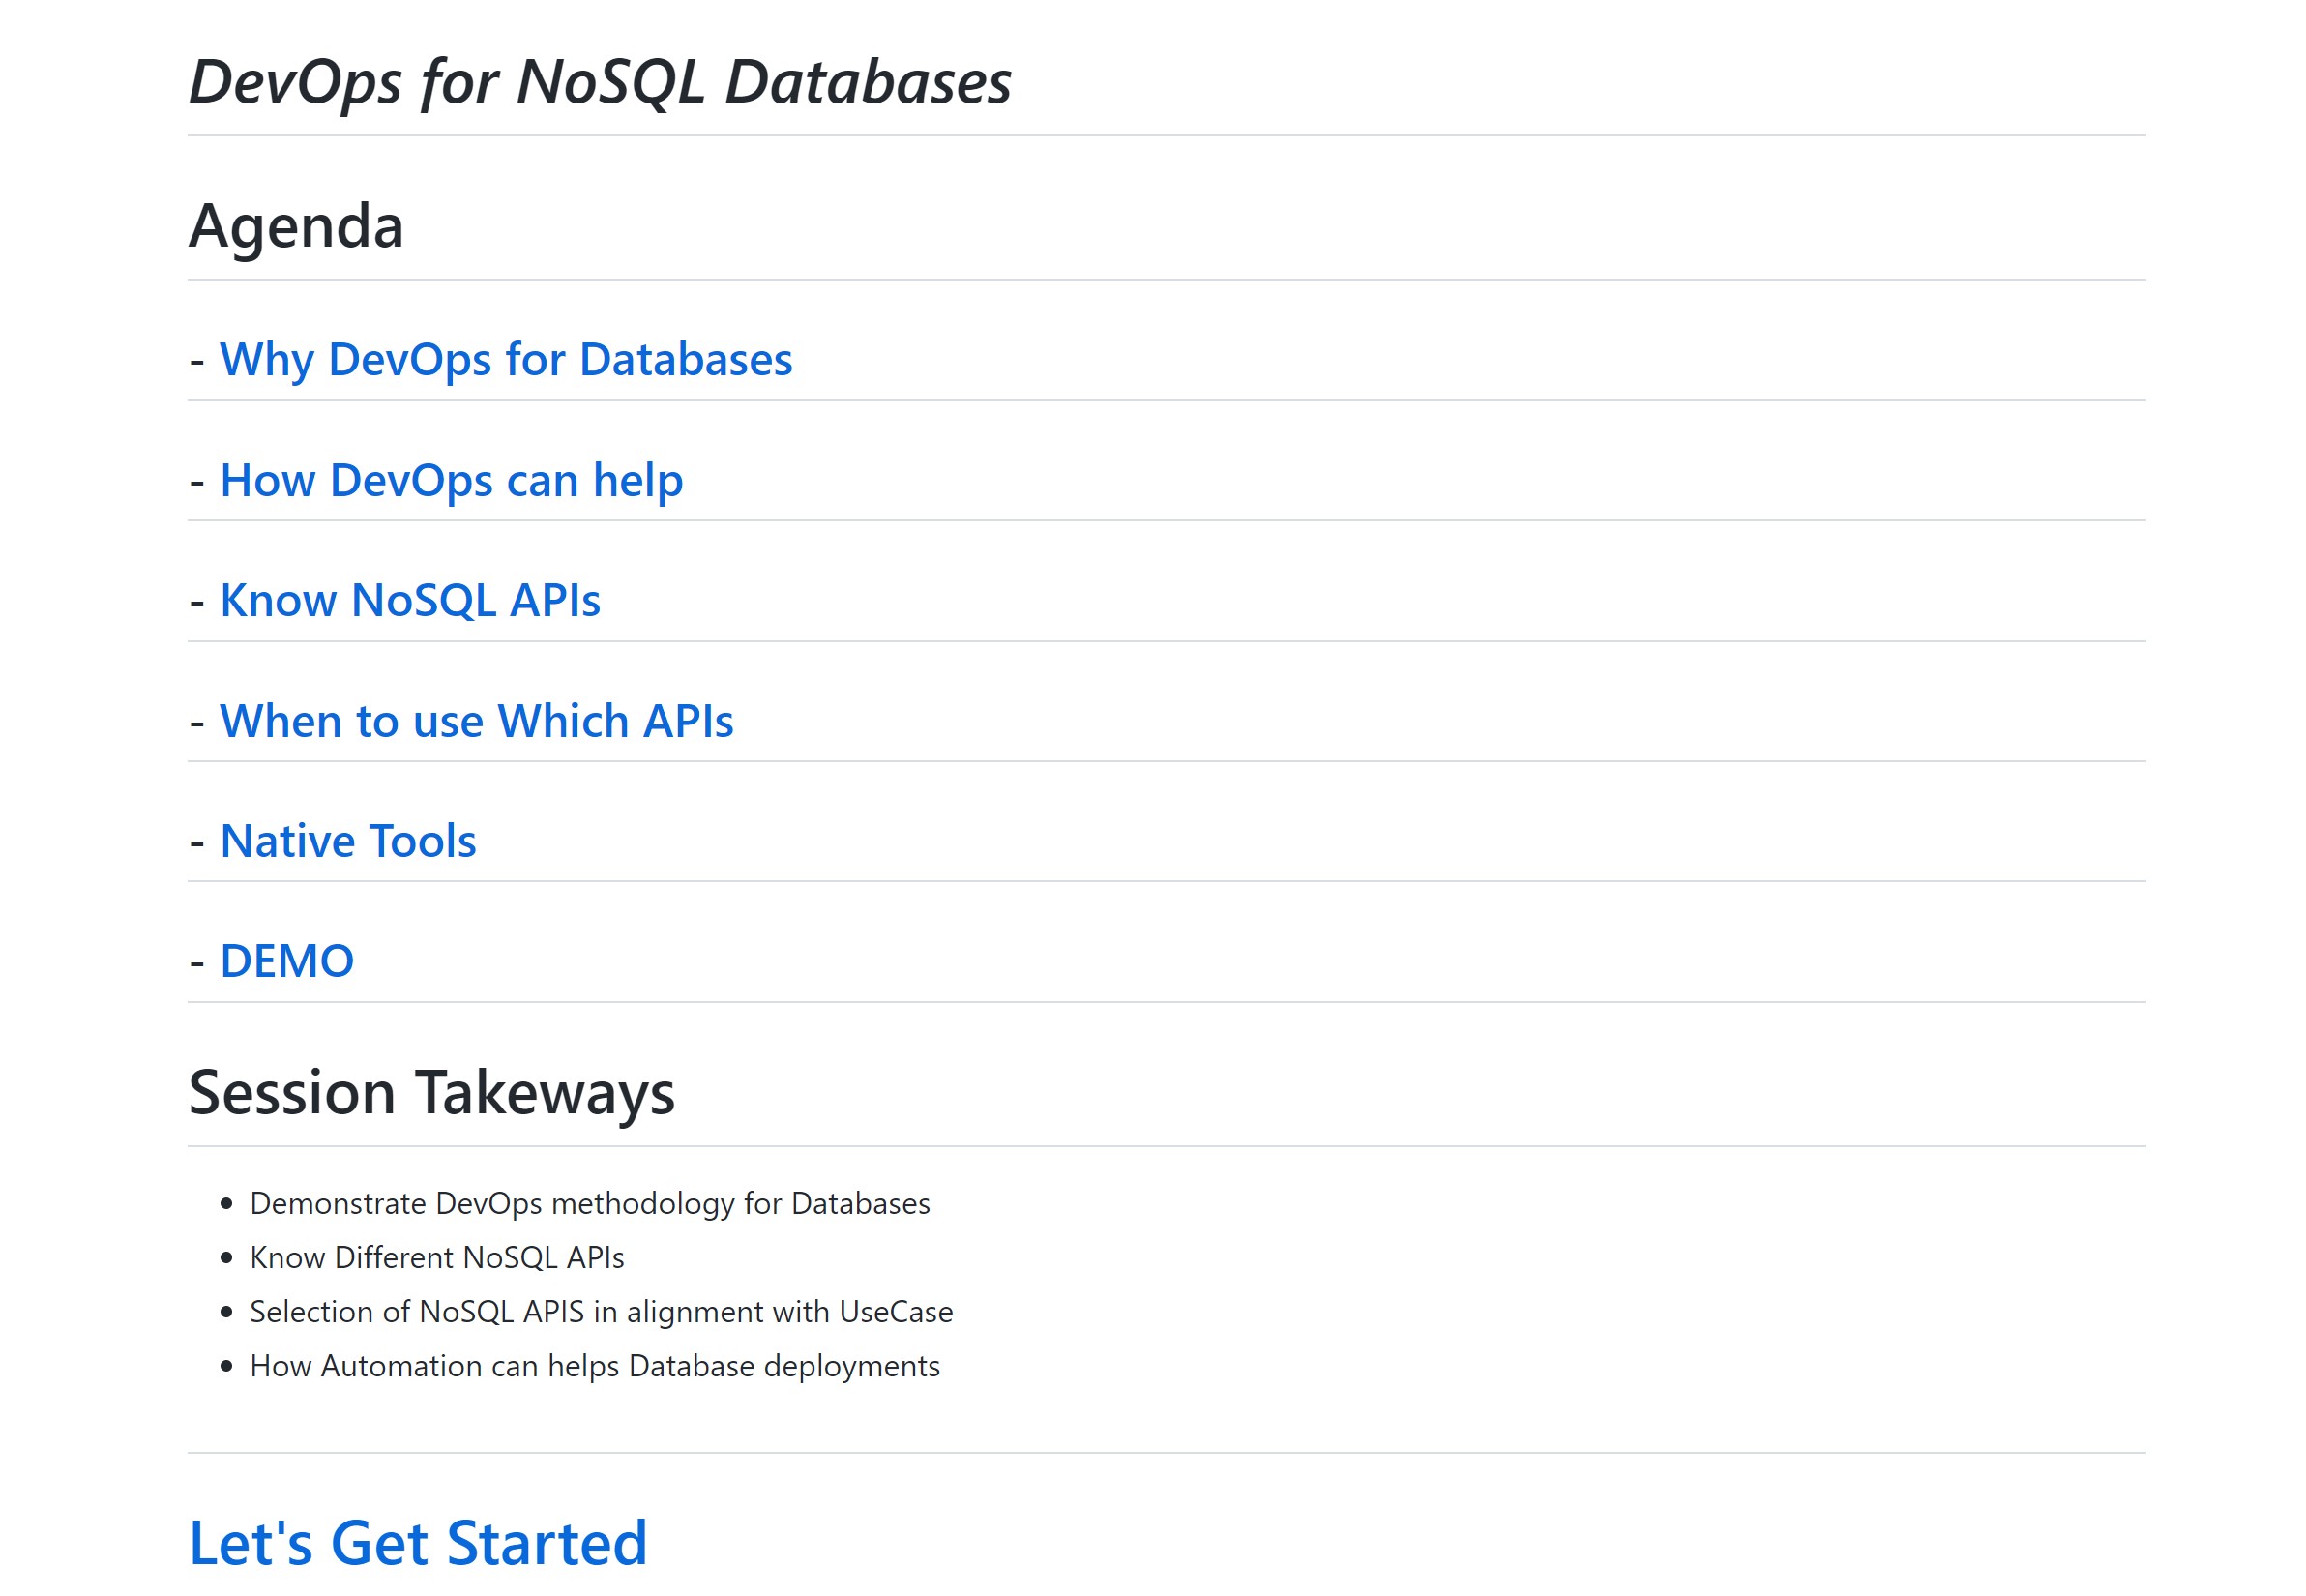 DevOps for NoSQL Databases
Agenda
- Why DevOps for Databases
- How DevOps can help
- Know NoSQL APIs
- When to use Which APIs
- Native Tools
- DEMO
Session Takeways
• Demonstrate DevOps methodology for Databases
• Know Different NoSQL APIs
• Selection of NoSQL APIS in alignment with UseCase
• How Automation can helps Database deployments
Let's Get Started